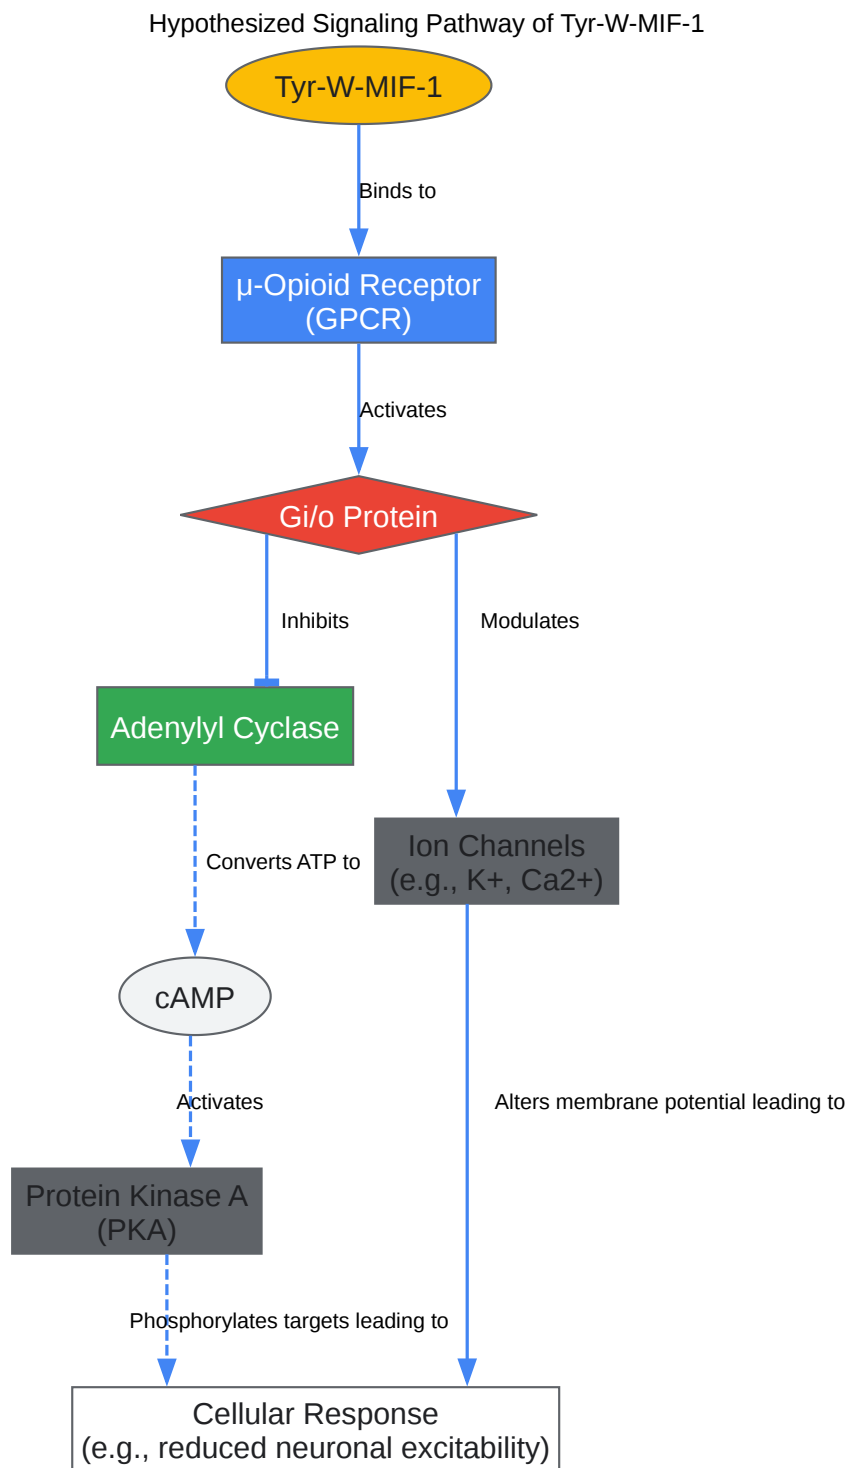 Hypothesized Signaling Pathway of Tyr-W-MIF-1
Tyr-W-MIF-1
Binds to
μ-Opioid Receptor
(GPCR)
Activates
Gi/o Protein
Inhibits
Modulates
Adenylyl Cyclase
Ion Channels
(e.g., K+, Ca2+)
Converts ATP to
cAMP
Activates
Alters membrane potential leading to
Protein Kinase A
(PKA)
Phosphorylates targets leading to
Cellular Response
(e.g., reduced neuronal excitability)